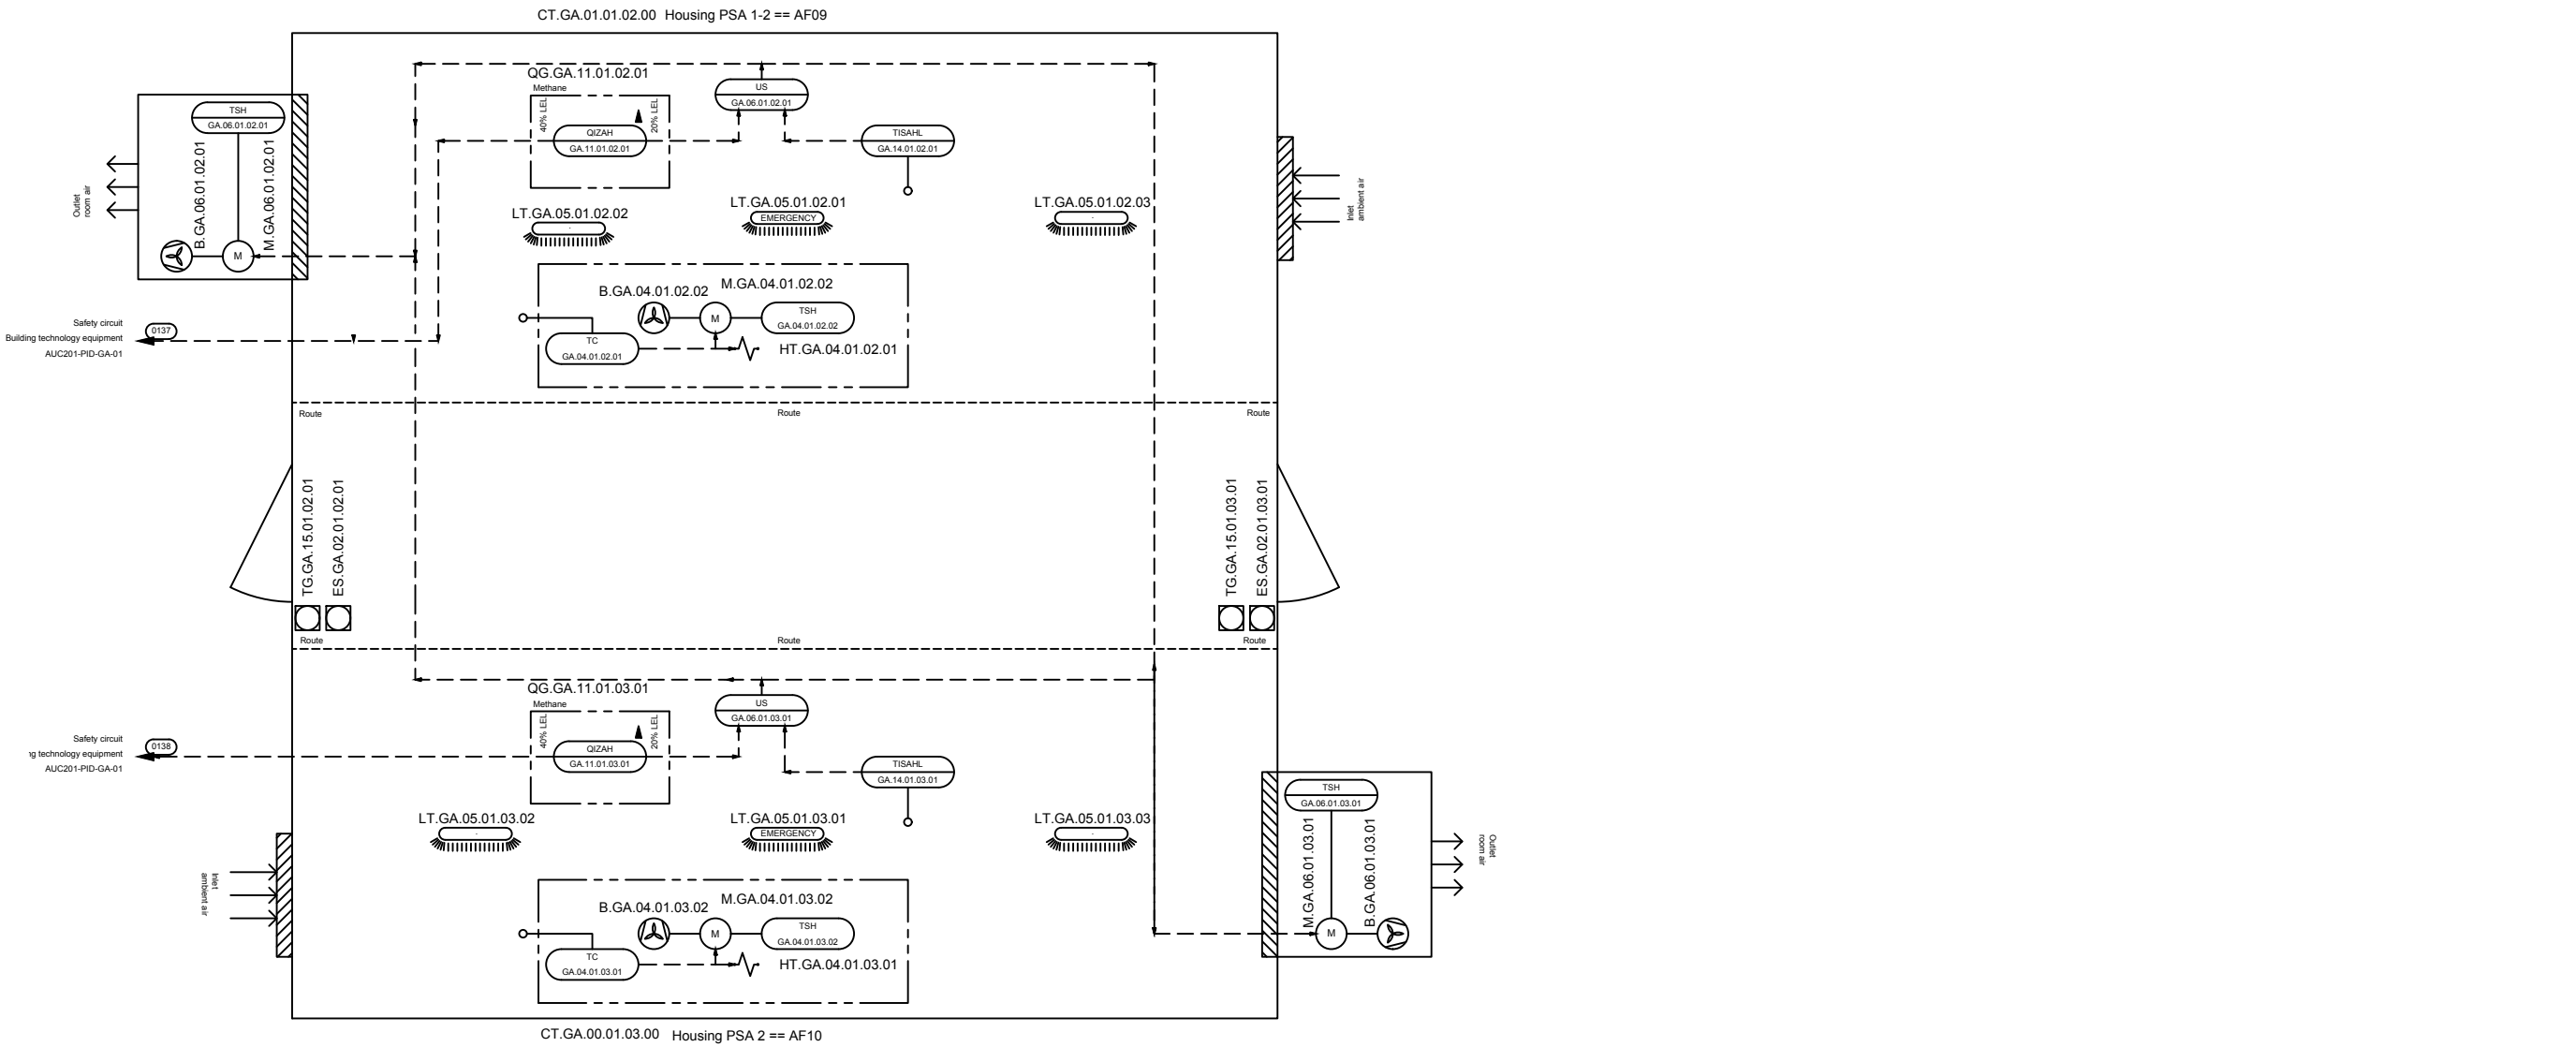 CT.GA.01.01.02.00 Housing PSA 1-2 == AF09
QG.GA.11.01.02.01
Methane
40% LEL
20% LEL
QIZAH
GA.11.01.02.01
US
GA.06.01.02.01
TISAHL
GA.14.01.02.01
TSH
GA.06.01.02.01
B.GA.06.01.02.01
M.GA.06.01.02.01
M
Outlet
room air
Inlet
ambient air
LT.GA.05.01.02.02
LT.GA.05.01.02.01
EMERGENCY
LT.GA.05.01.02.03
B.GA.04.01.02.02
M.GA.04.01.02.02
M
TSH
GA.04.01.02.02
TC
GA.04.01.02.01
HT.GA.04.01.02.01
Safety circuit
0137
Building technology equipment
AUC201-PID-GA-01
Route
Route
Route
TG.GA.15.01.02.01
ES.GA.02.01.02.01
TG.GA.15.01.03.01
ES.GA.02.01.03.01
Route
Route
Route
QG.GA.11.01.03.01
Methane
40% LEL
20% LEL
QIZAH
GA.11.01.03.01
US
GA.06.01.03.01
TISAHL
GA.14.01.03.01
Safety circuit
0138
ng technology equipment
AUC201-PID-GA-01
LT.GA.05.01.03.02
LT.GA.05.01.03.01
EMERGENCY
LT.GA.05.01.03.03
TSH
GA.06.01.03.01
M.GA.06.01.03.01
B.GA.06.01.03.01
M
Outlet
room air
Inlet
ambient air
B.GA.04.01.03.02
M.GA.04.01.03.02
M
TSH
GA.04.01.03.02
TC
GA.04.01.03.01
HT.GA.04.01.03.01
CT.GA.00.01.03.00 Housing PSA 2 == AF10